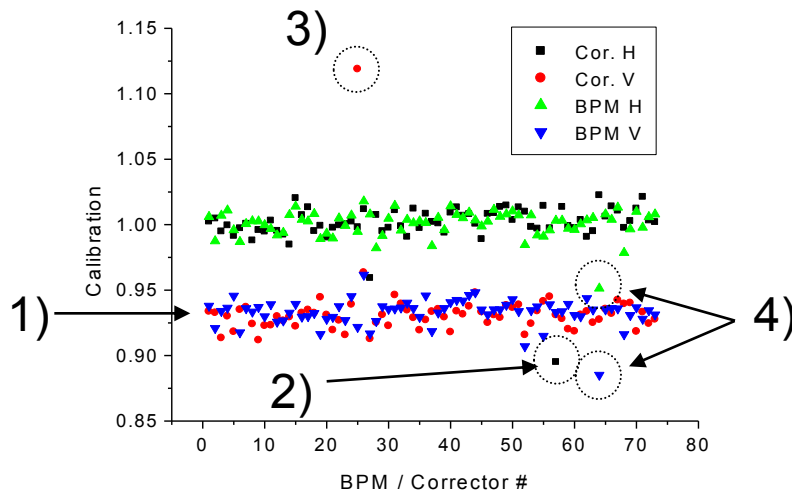 3)
1.15
1.10
1.05
1.00
0.95
0.90
0.85
Calibration
Cor. H
Cor. V
BPM H
BPM V
1)
2)
4)
0 10 20 30 40 50 60 70 80
BPM / Corrector #